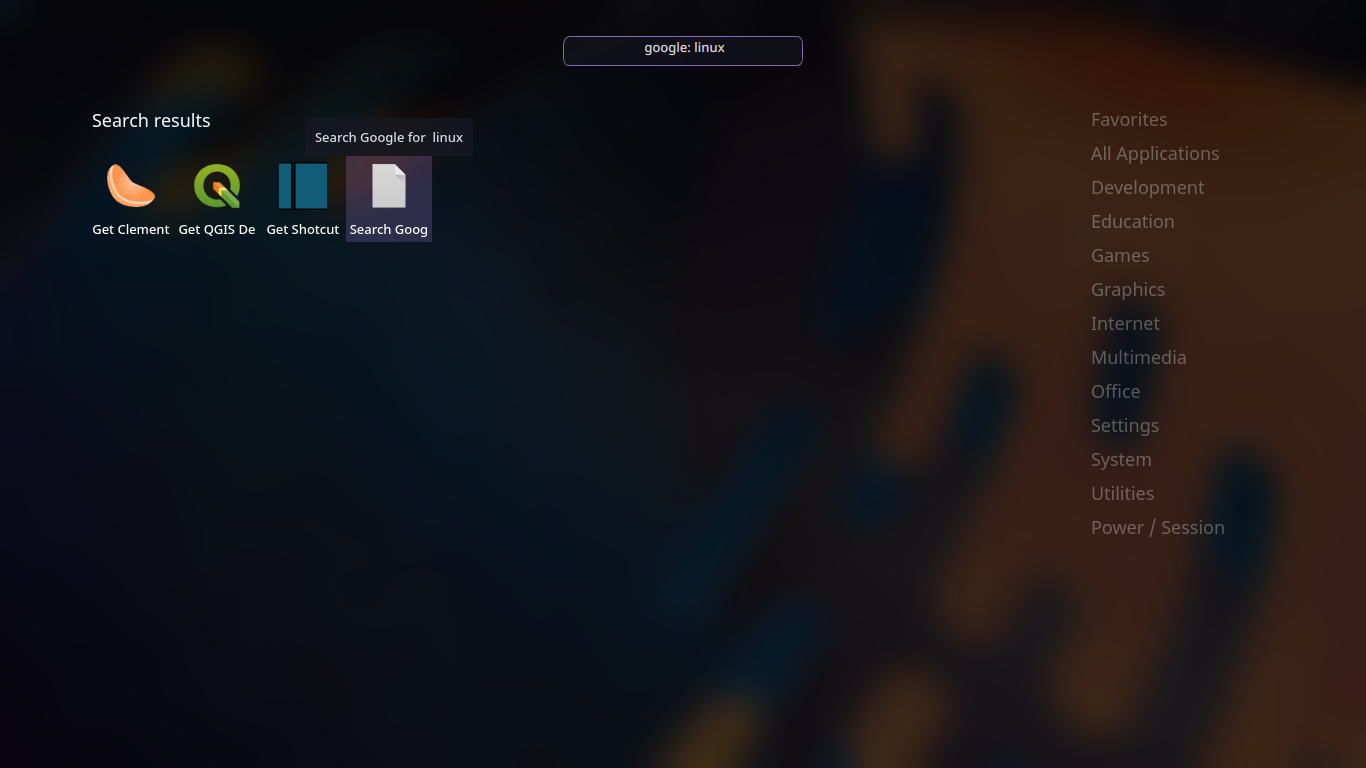 google: linux
Search results
Search Google for  linux
Get Clement
Get QGIS De
Get Shotcut
Search Goog
Favorites
All Applications
Development
Education
Games
Graphics
Internet
Multimedia
Office
Settings
System
Utilities
Power / Session